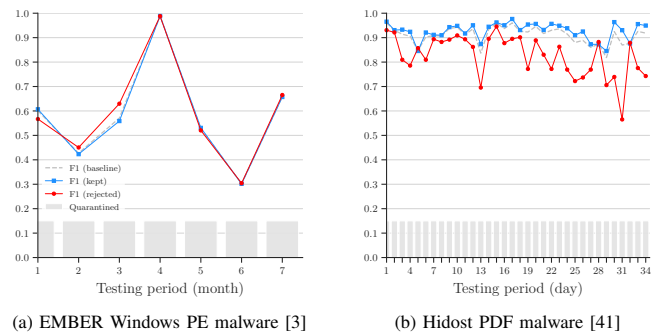 1.0
0.9
0.8
0.7
0.6
0.5
0.4
0.3
0.2
0.1
0.0
F1 (baseline)
F1 (kept)
F1 (rejected)
Quarantined
1 2 3 4 5 6 7
Testing period (month)
(a) EMBER Windows PE malware [3]
1.0
0.9
0.8
0.7
0.6
0.5
0.4
0.3
0.2
0.1
0.0
1 4 7 10 13 16 19 22 25 28 31 34
Testing period (day)
(b) Hidost PDF malware [41]